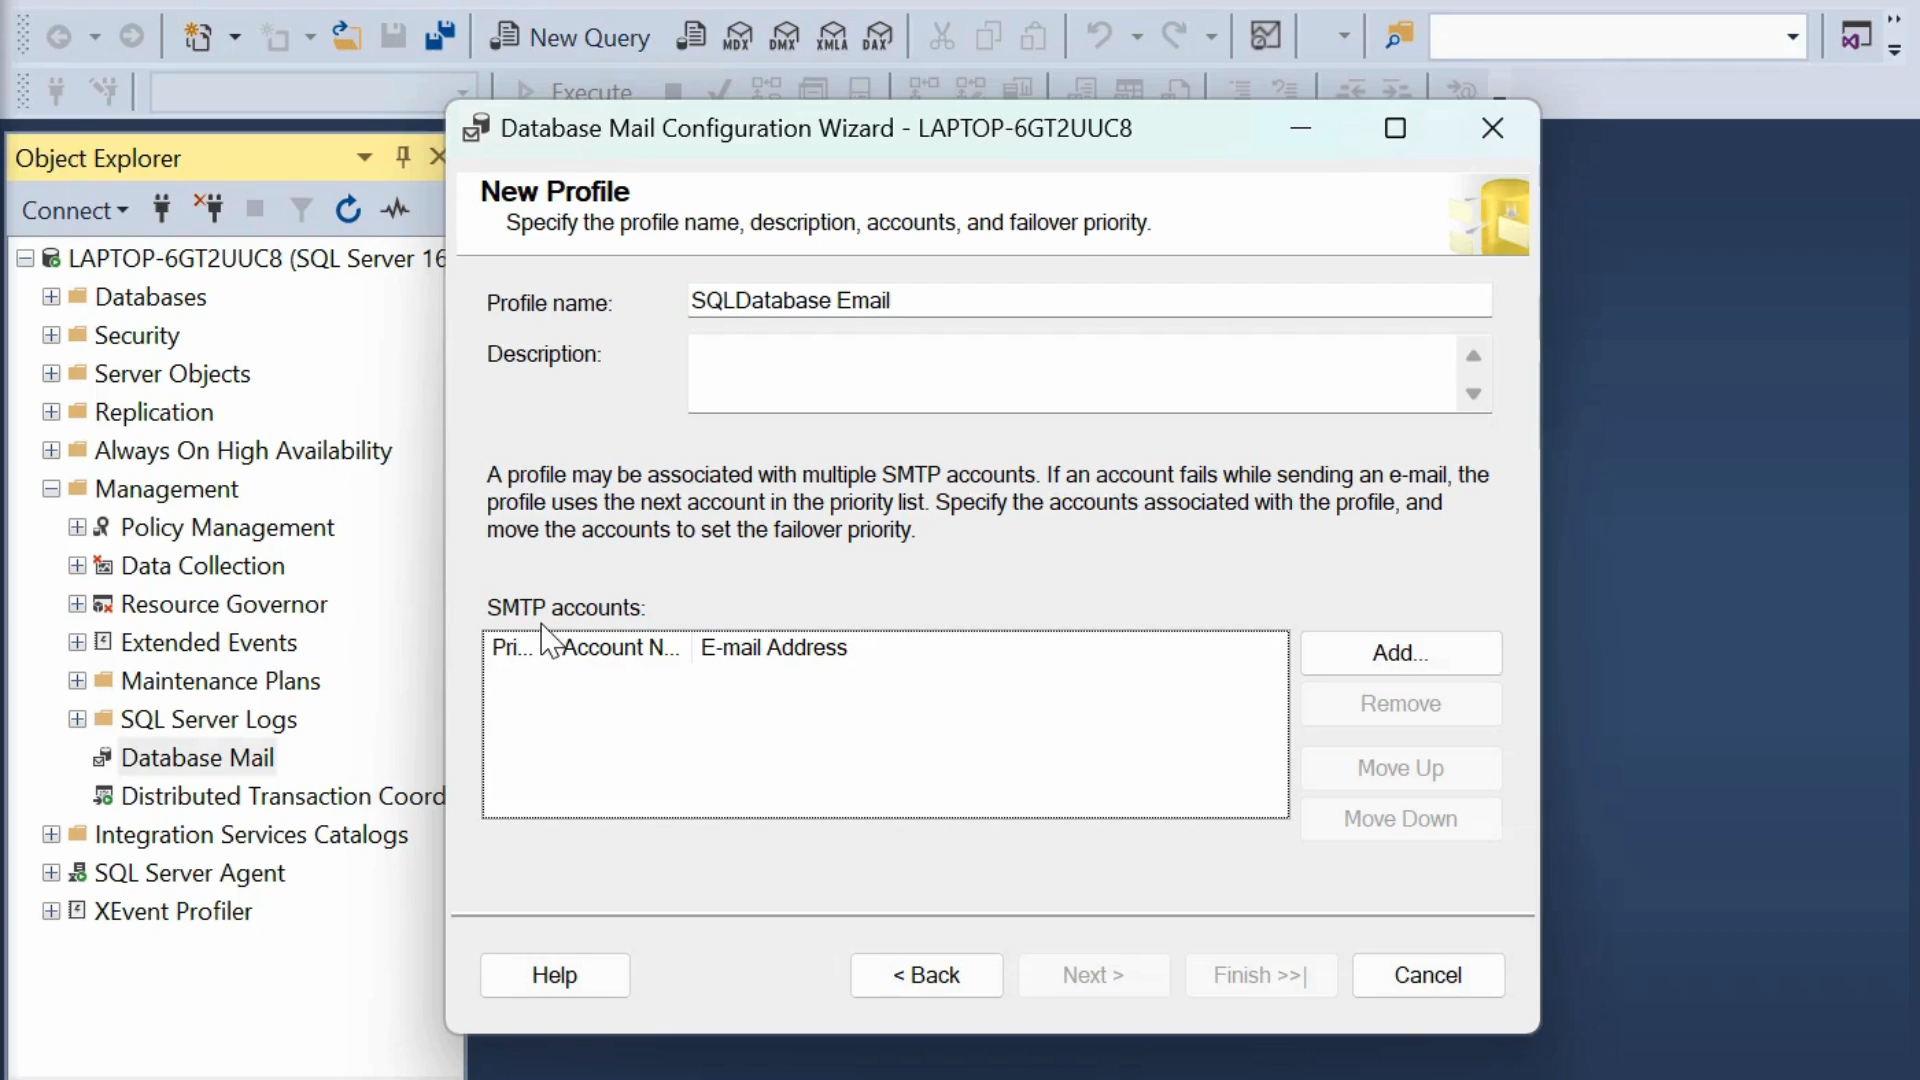 New Query
MDX
DMX
XMLA
DAX
Execute
Object Explorer
Connect
LAPTOP-6GT2UUC8 (SQL Server 16
Databases
Security
Server Objects
Replication
Always On High Availability
Management
Policy Management
Data Collection
Resource Governor
Extended Events
Maintenance Plans
SQL Server Logs
Database Mail
Distributed Transaction Coord
Integration Services Catalogs
SQL Server Agent
XEvent Profiler
Database Mail Configuration Wizard - LAPTOP-6GT2UUC8
New Profile
Specify the profile name, description, accounts, and failover priority.
Profile name: SQLDatabase Email
Description:
A profile may be associated with multiple SMTP accounts. If an account fails while sending an e-mail, the
profile uses the next account in the priority list. Specify the accounts associated with the profile, and
move the accounts to set the failover priority.
SMTP accounts:
Pri... Account N... E-mail Address
Add...
Remove
Move Up
Move Down
Help < Back Next > Finish >>| Cancel